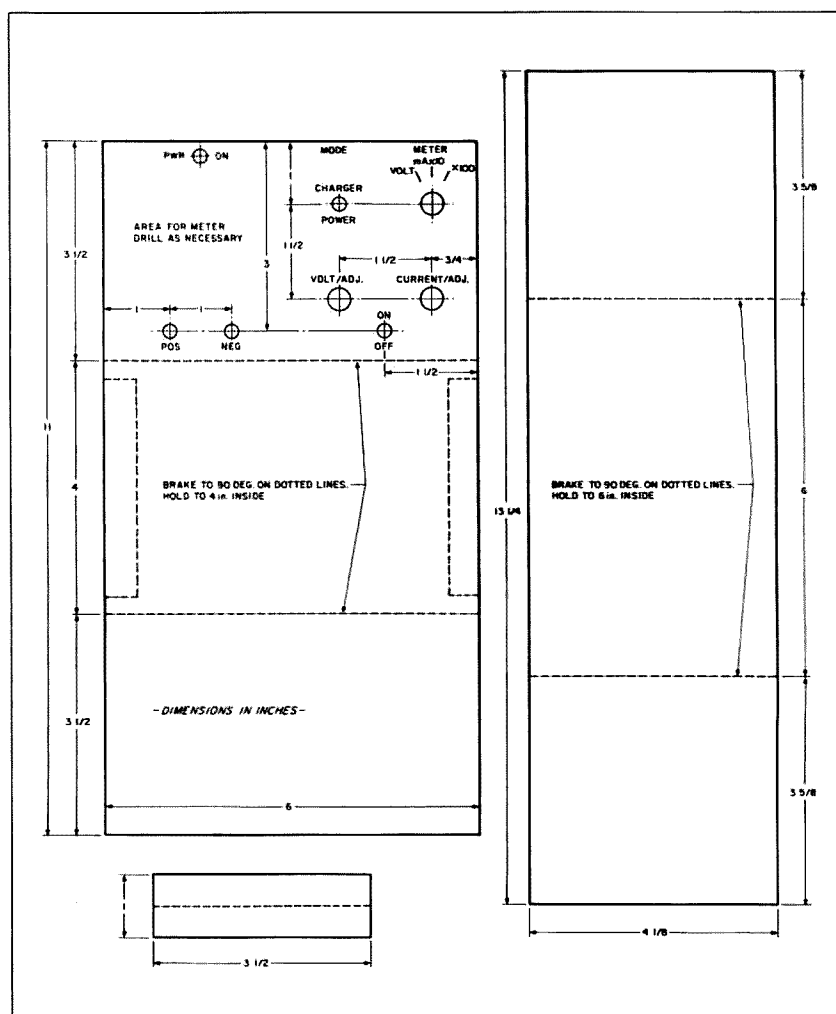 PWR ON
MODE
METER
mAx10
VOLT
X100
CHARGER
POWER
AREA FOR METER
DRILL AS NECESSARY
3 1/2
3
1 1/2
1 1/2
3/4
VOLT/ADJ.
CURRENT/ADJ.
1
1
POS
NEG
ON
OFF
1 1/2
11
4
BRAKE TO 90 DEG. ON DOTTED LINES.
HOLD TO 4 in. INSIDE
-DIMENSIONS IN INCHES-
3 1/2
6
3 1/2
3 5/8
13 1/4
BRAKE TO 90 DEG. ON DOTTED LINES.
HOLD TO 6 in. INSIDE
6
3 5/8
4 1/8